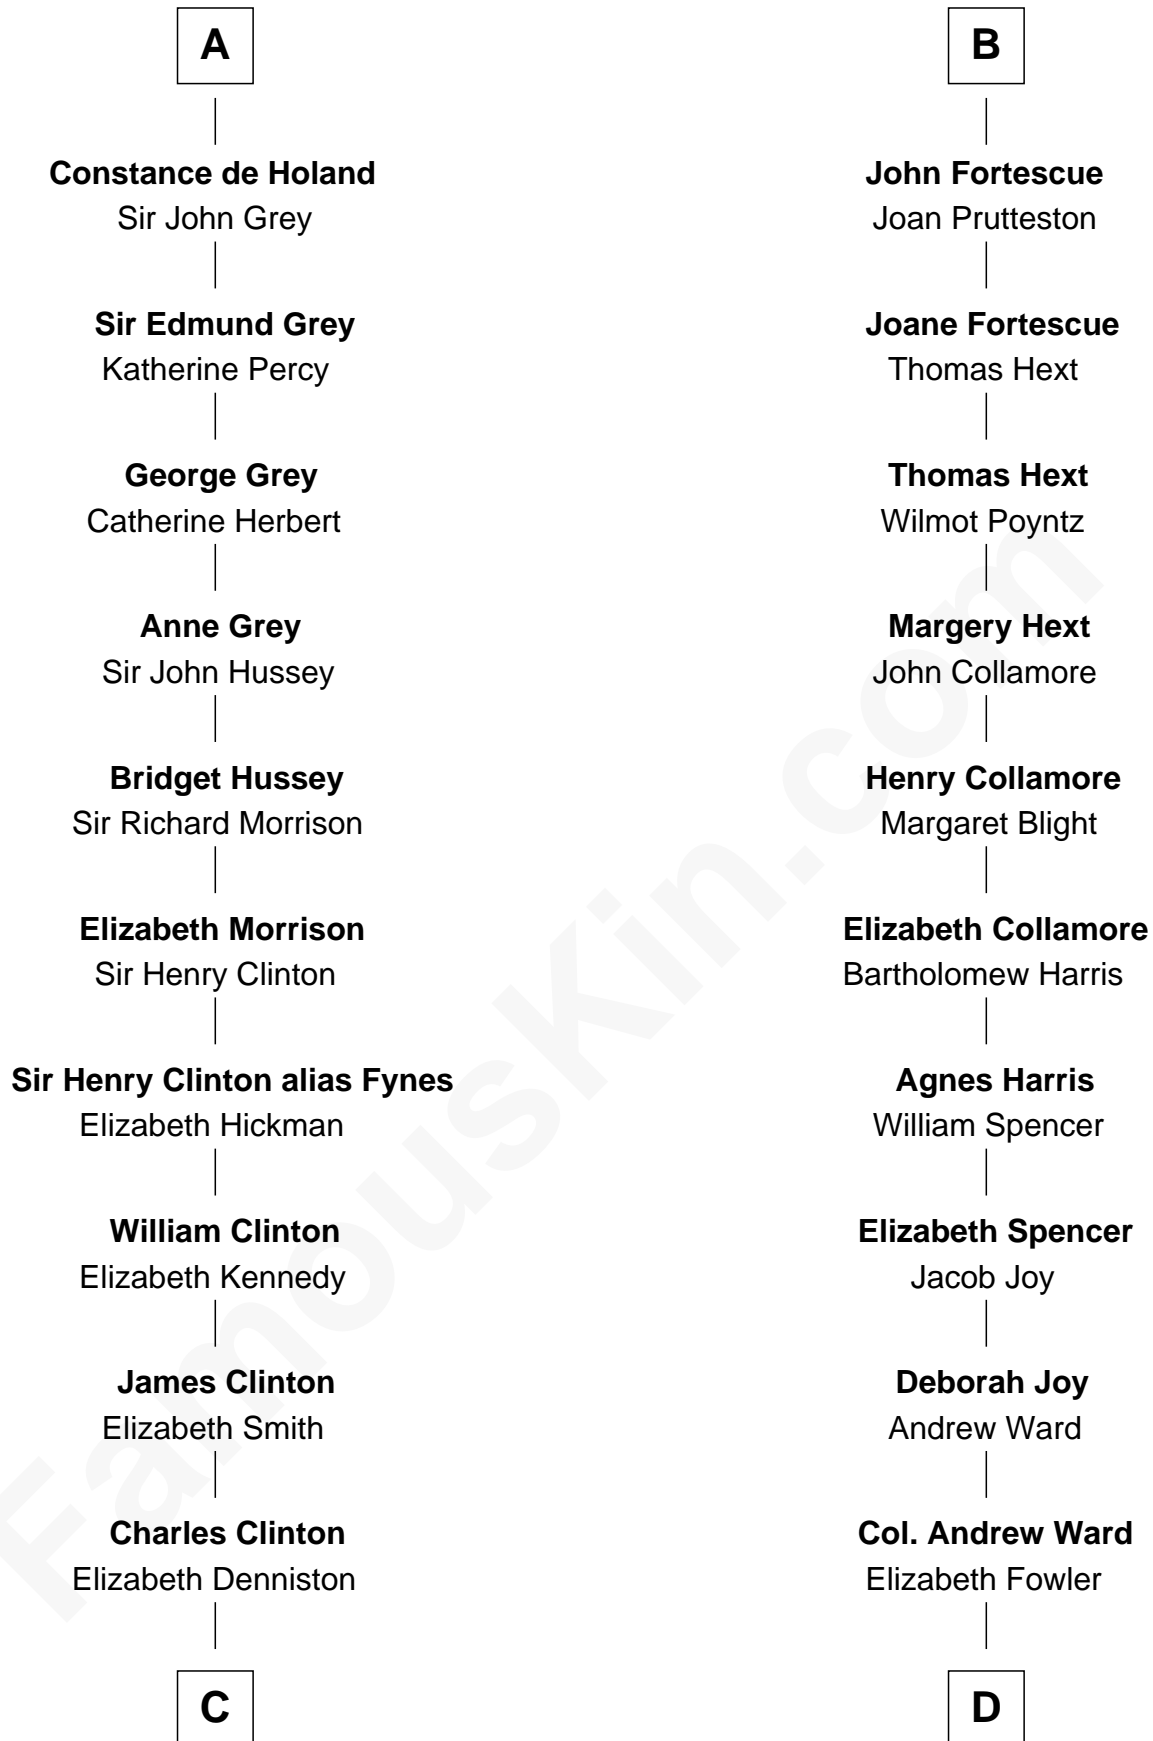 A
Constance de Holand
Sir John Grey
Sir Edmund Grey
Katherine Percy
George Grey
Catherine Herbert
Anne Grey
Sir John Hussey
Bridget Hussey
Sir Richard Morrison
Elizabeth Morrison
Sir Henry Clinton
Sir Henry Clinton alias Fynes
Elizabeth Hickman
William Clinton
Elizabeth Kennedy
James Clinton
Elizabeth Smith
Charles Clinton
Elizabeth Denniston
C
B
John Fortescue
Joan Prutteston
Joane Fortescue
Thomas Hext
Thomas Hext
Wilmot Poyntz
Margery Hext
John Collamore
Henry Collamore
Margaret Blight
Elizabeth Collamore
Bartholomew Harris
Agnes Harris
William Spencer
Elizabeth Spencer
Jacob Joy
Deborah Joy
Andrew Ward
Col. Andrew Ward
Elizabeth Fowler
D
FamousKin.com